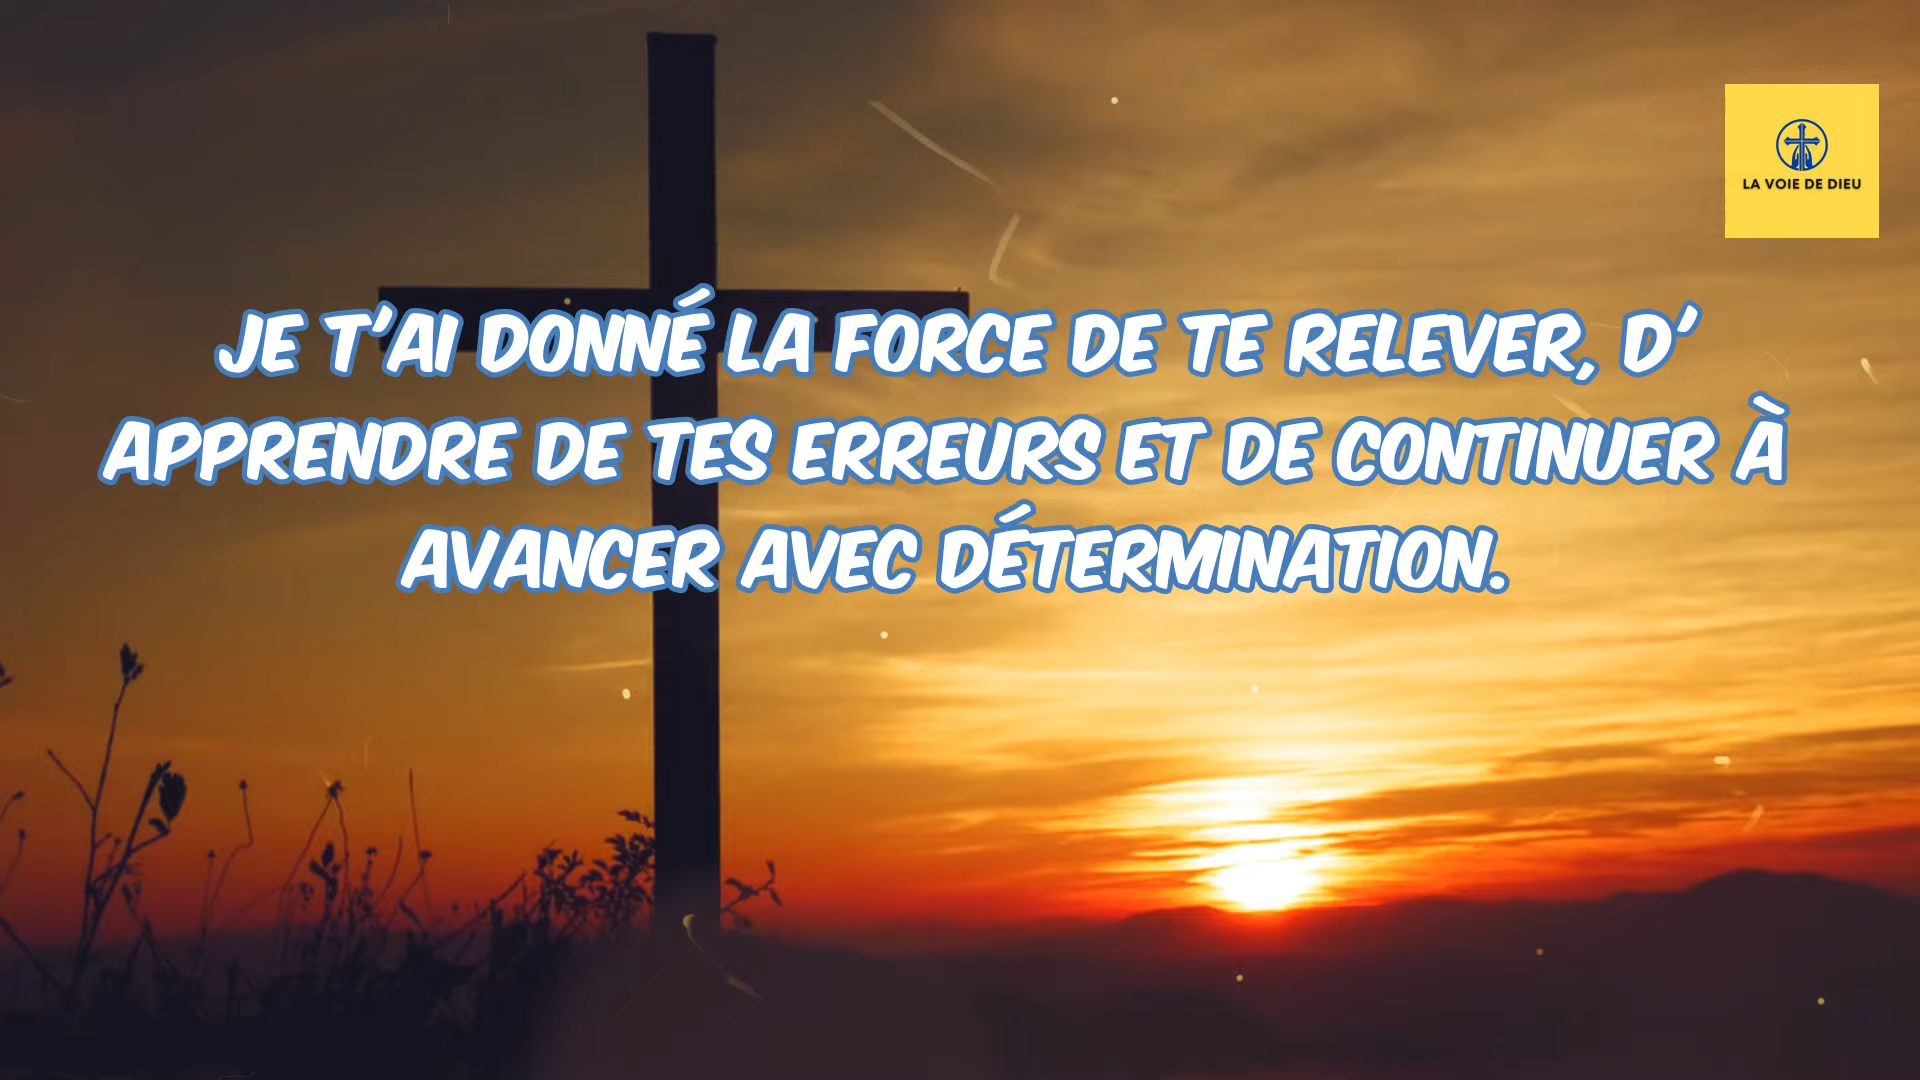 JE T'AI DONNÉ LA FORCE DE TE RELEVER, D'
APPRENDRE DE TES ERREURS ET DE CONTINUER À
AVANCER AVEC DÉTERMINATION.
LA VOIE DE DIEU